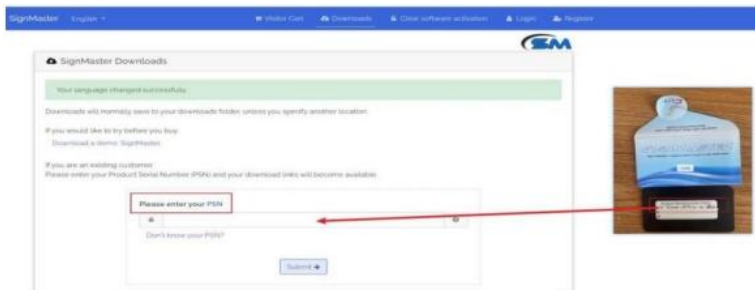 SignMaster English Visitor Cart Downloads Clear software activation Login Register
SM
SignMaster Downloads
Your language changed successfully.
Downloads will normally save to your downloads folder, unless you specify another location.
If you would like to try before you buy:
Download a demo: SignMaster
If you are an existing customer
Please enter your Product Serial Number (PSN) and your download links will become available.
Please enter your PSN
Don't know your PSN?
Submit